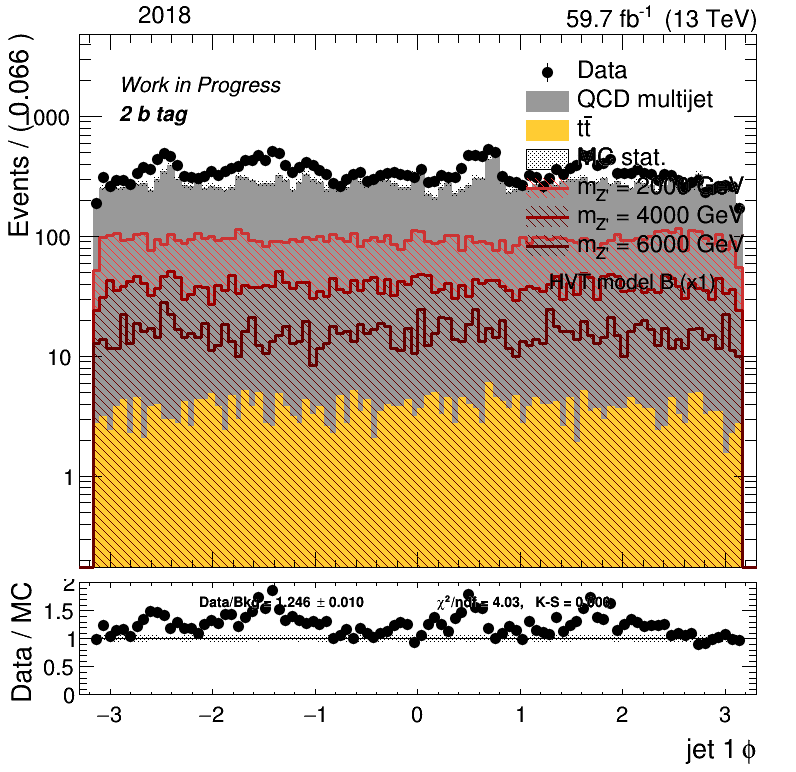 2018
59.7 fb⁻¹ (13 TeV)
Events / ( 0.066 )
Work in Progress
2 b tag
Data
QCD multijet
tt̄
MC stat.
m_Z' = 2000 GeV
m_Z' = 4000 GeV
m_Z' = 6000 GeV
HVT model B (x1)
1000
100
10
1
Data / MC
2
1.5
1
0.5
0
Data/Bkg = 1.246 ± 0.010
χ²/ndf = 4.03, K-S =
−3
−2
−1
0
1
2
3
jet 1 ϕ